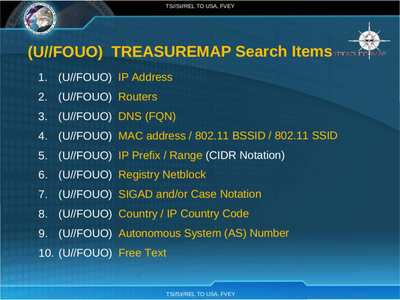 TS//SI//REL TO USA, FVEY
(U//FOUO) TREASUREMAP Search Items
TREASUREMAP
1. (U//FOUO) IP Address
2. (U//FOUO) Routers
3. (U//FOUO) DNS (FQN)
4. (U//FOUO) MAC address / 802.11 BSSID / 802.11 SSID
5. (U//FOUO) IP Prefix / Range (CIDR Notation)
6. (U//FOUO) Registry Netblock
7. (U//FOUO) SIGAD and/or Case Notation
8. (U//FOUO) Country / IP Country Code
9. (U//FOUO) Autonomous System (AS) Number
10. (U//FOUO) Free Text
TS//SI//REL TO USA, FVEY